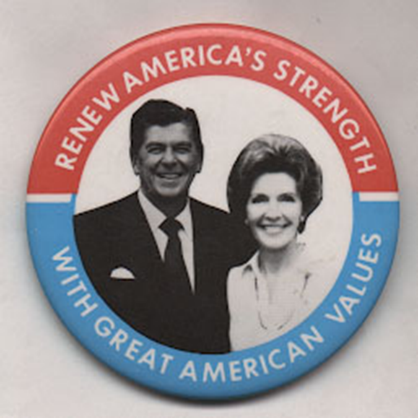 RENEW AMERICA'S STRENGTH
WITH GREAT AMERICAN VALUES